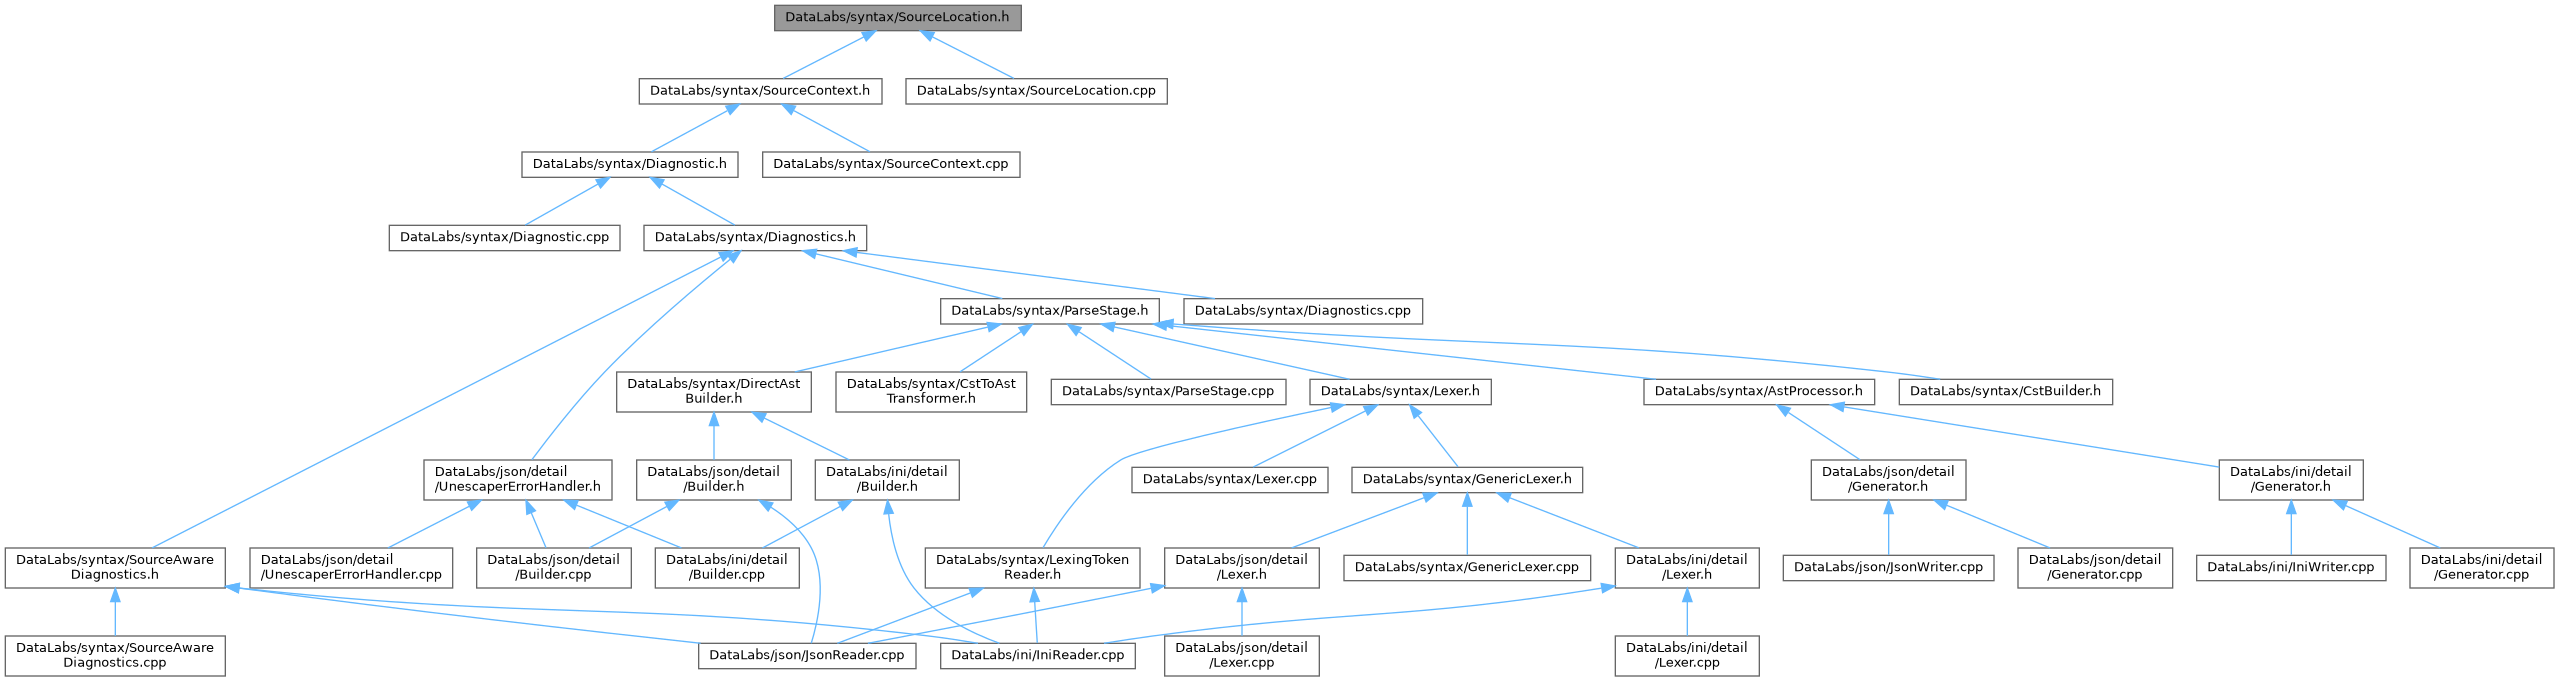 DataLabs/syntax/SourceLocation.h
DataLabs/syntax/SourceContext.h
DataLabs/syntax/SourceLocation.cpp
DataLabs/syntax/Diagnostic.h
DataLabs/syntax/SourceContext.cpp
DataLabs/syntax/Diagnostic.cpp
DataLabs/syntax/Diagnostics.h
DataLabs/syntax/ParseStage.h
DataLabs/syntax/Diagnostics.cpp
DataLabs/syntax/DirectAst
Builder.h
DataLabs/syntax/CstToAst
Transformer.h
DataLabs/syntax/ParseStage.cpp
DataLabs/syntax/Lexer.h
DataLabs/syntax/AstProcessor.h
DataLabs/syntax/CstBuilder.h
DataLabs/json/detail
/UnescaperErrorHandler.h
DataLabs/json/detail
/Builder.h
DataLabs/ini/detail
/Builder.h
DataLabs/syntax/Lexer.cpp
DataLabs/syntax/GenericLexer.h
DataLabs/json/detail
/Generator.h
DataLabs/ini/detail
/Generator.h
DataLabs/syntax/SourceAware
Diagnostics.h
DataLabs/json/detail
/UnescaperErrorHandler.cpp
DataLabs/json/detail
/Builder.cpp
DataLabs/ini/detail
/Builder.cpp
DataLabs/syntax/LexingToken
Reader.h
DataLabs/json/detail
/Lexer.h
DataLabs/syntax/GenericLexer.cpp
DataLabs/ini/detail
/Lexer.h
DataLabs/json/JsonWriter.cpp
DataLabs/json/detail
/Generator.cpp
DataLabs/ini/IniWriter.cpp
DataLabs/ini/detail
/Generator.cpp
DataLabs/syntax/SourceAware
Diagnostics.cpp
DataLabs/json/JsonReader.cpp
DataLabs/ini/IniReader.cpp
DataLabs/json/detail
/Lexer.cpp
DataLabs/ini/detail
/Lexer.cpp